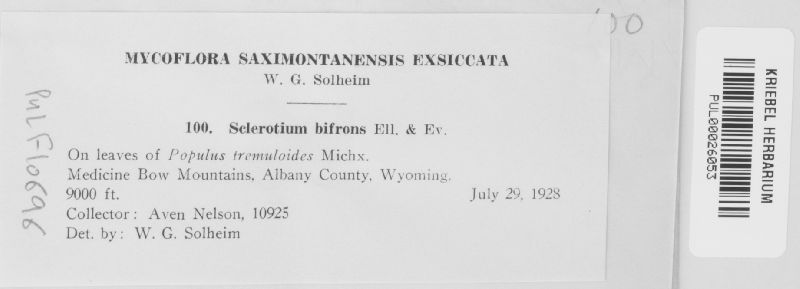 100
MYCOFLORA SAXIMONTANENSIS EXSICCATA
W. G. Solheim
100. Sclerotium bifrons Ell. & Ev.
On leaves of Populus tremuloides Michx.
Medicine Bow Mountains, Albany County, Wyoming.
9000 ft. July 29, 1928
Collector: Aven Nelson, 10925
Det. by: W. G. Solheim
PUL F10696
KRIEBEL HERBARIUM
PUL00026053